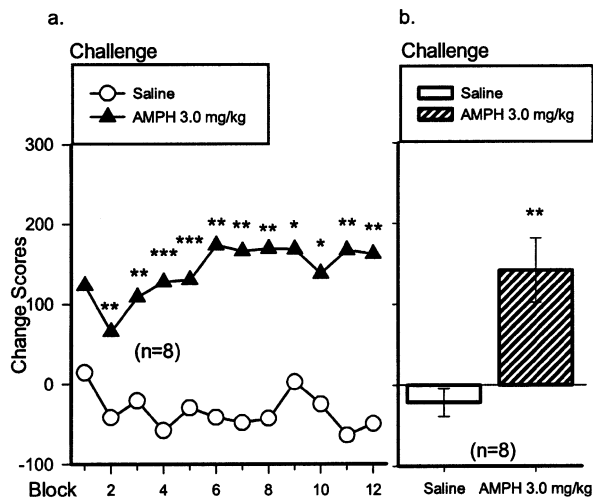 a.
Challenge
Saline
AMPH 3.0 mg/kg
300
200
100
0
-100
Change Scores
** ** *** *** ** ** ** * * ** **
(n=8)
Block 2 4 6 8 10 12
b.
Challenge
Saline
AMPH 3.0 mg/kg
**
(n=8)
Saline AMPH 3.0 mg/kg